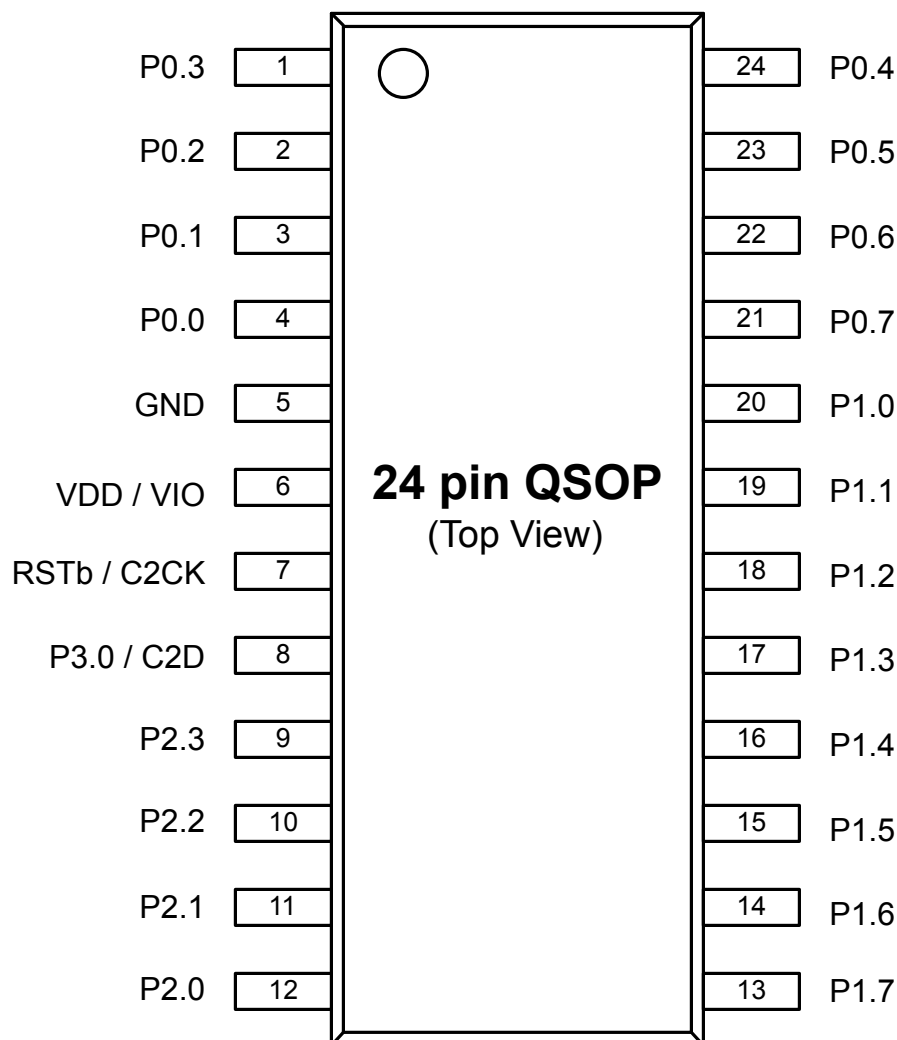 P0.3 1 24 P0.4
P0.2 2 23 P0.5
P0.1 3 22 P0.6
P0.0 4 21 P0.7
GND 5 20 P1.0
VDD / VIO 6 19 P1.1
24 pin QSOP
(Top View)
RSTb / C2CK 7 18 P1.2
P3.0 / C2D 8 17 P1.3
P2.3 9 16 P1.4
P2.2 10 15 P1.5
P2.1 11 14 P1.6
P2.0 12 13 P1.7